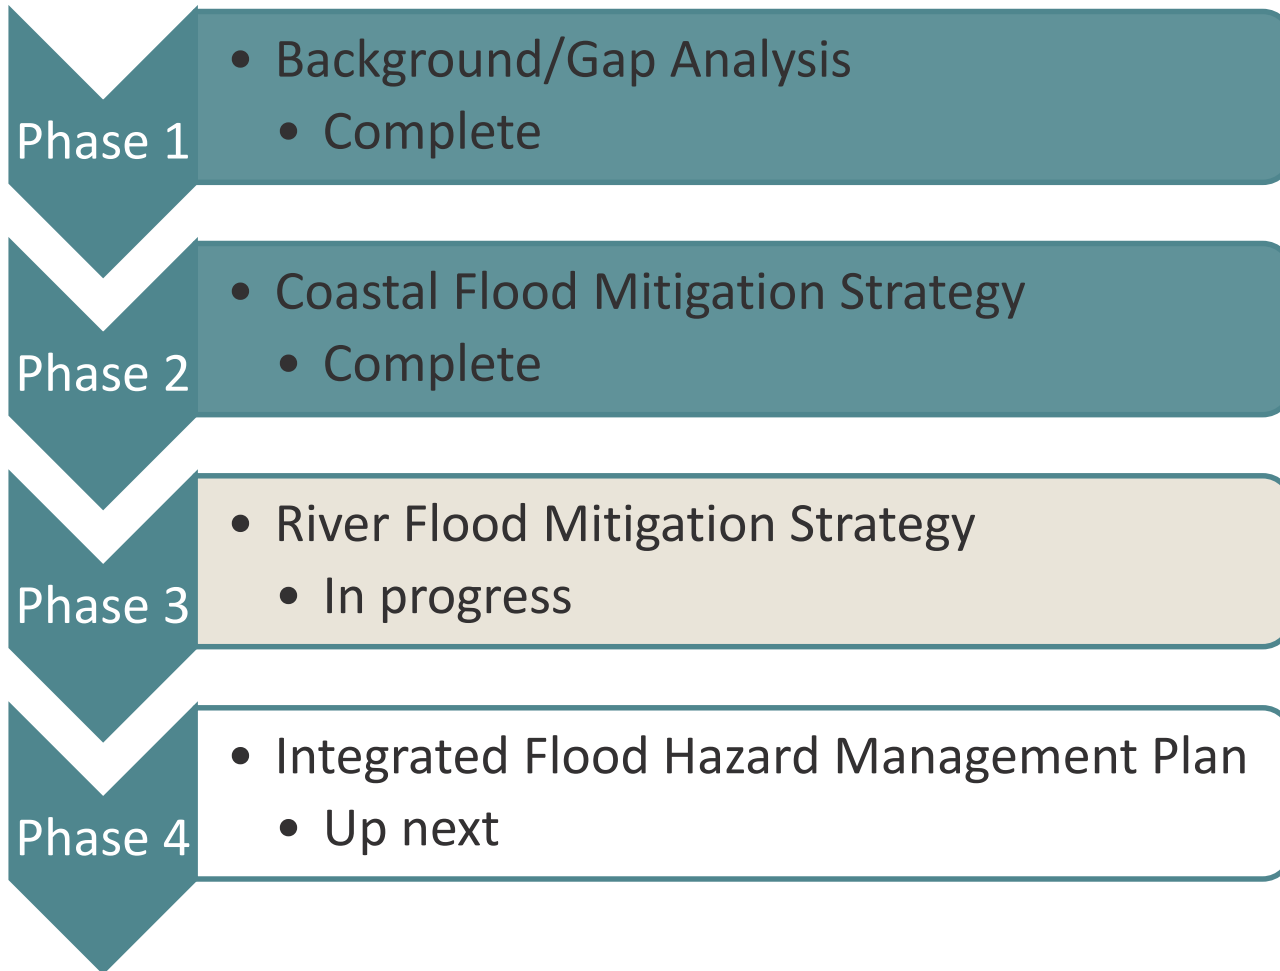 Phase 1
• Background/Gap Analysis
• Complete
Phase 2
• Coastal Flood Mitigation Strategy
• Complete
Phase 3
• River Flood Mitigation Strategy
• In progress
Phase 4
• Integrated Flood Hazard Management Plan
• Up next